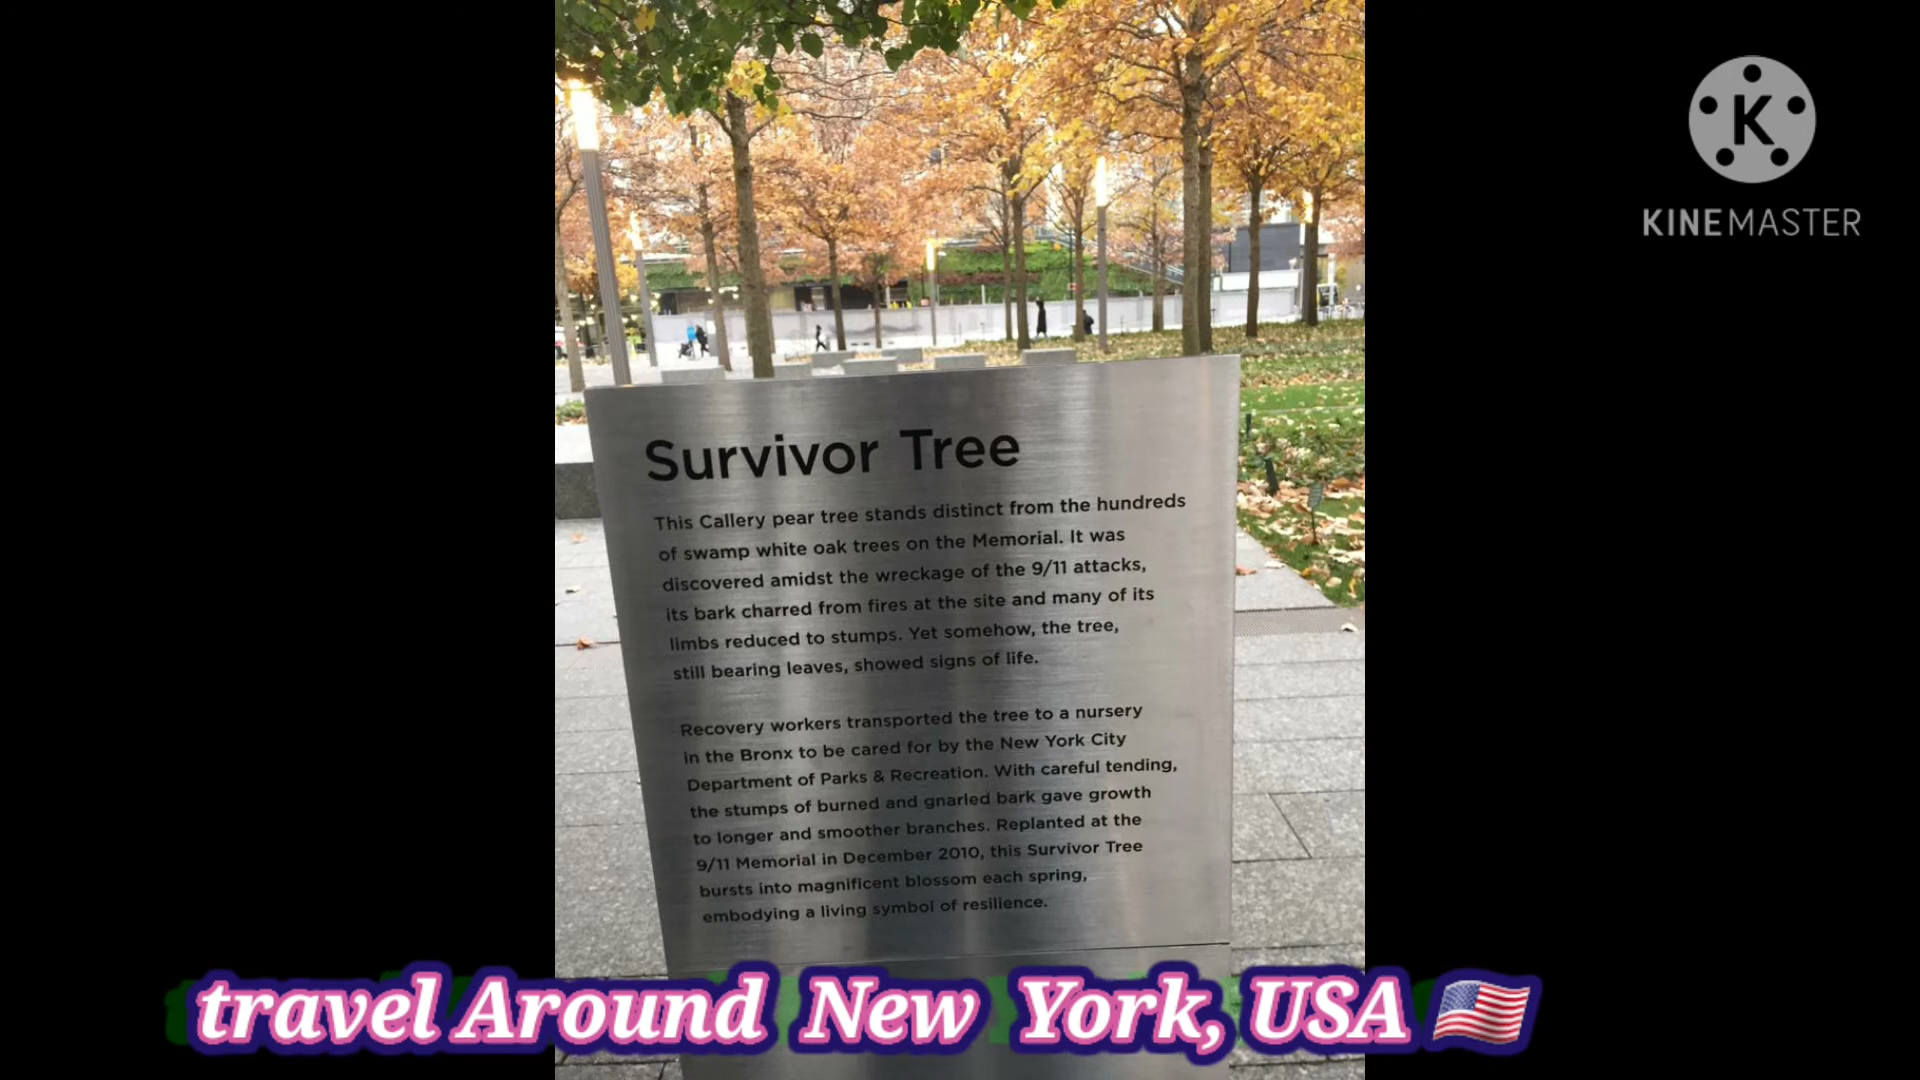 K
KINEMASTER
Survivor Tree
This Callery pear tree stands distinct from the hundreds
of swamp white oak trees on the Memorial. It was
discovered amidst the wreckage of the 9/11 attacks,
its bark charred from fires at the site and many of its
limbs reduced to stumps. Yet somehow, the tree,
still bearing leaves, showed signs of life.
Recovery workers transported the tree to a nursery
in the Bronx to be cared for by the New York City
Department of Parks & Recreation. With careful tending,
the stumps of burned and gnarled bark gave growth
to longer and smoother branches. Replanted at the
9/11 Memorial in December 2010, this Survivor Tree
bursts into magnificent blossom each spring,
embodying a living symbol of resilience.
travel Around New York, USA 🇺🇸